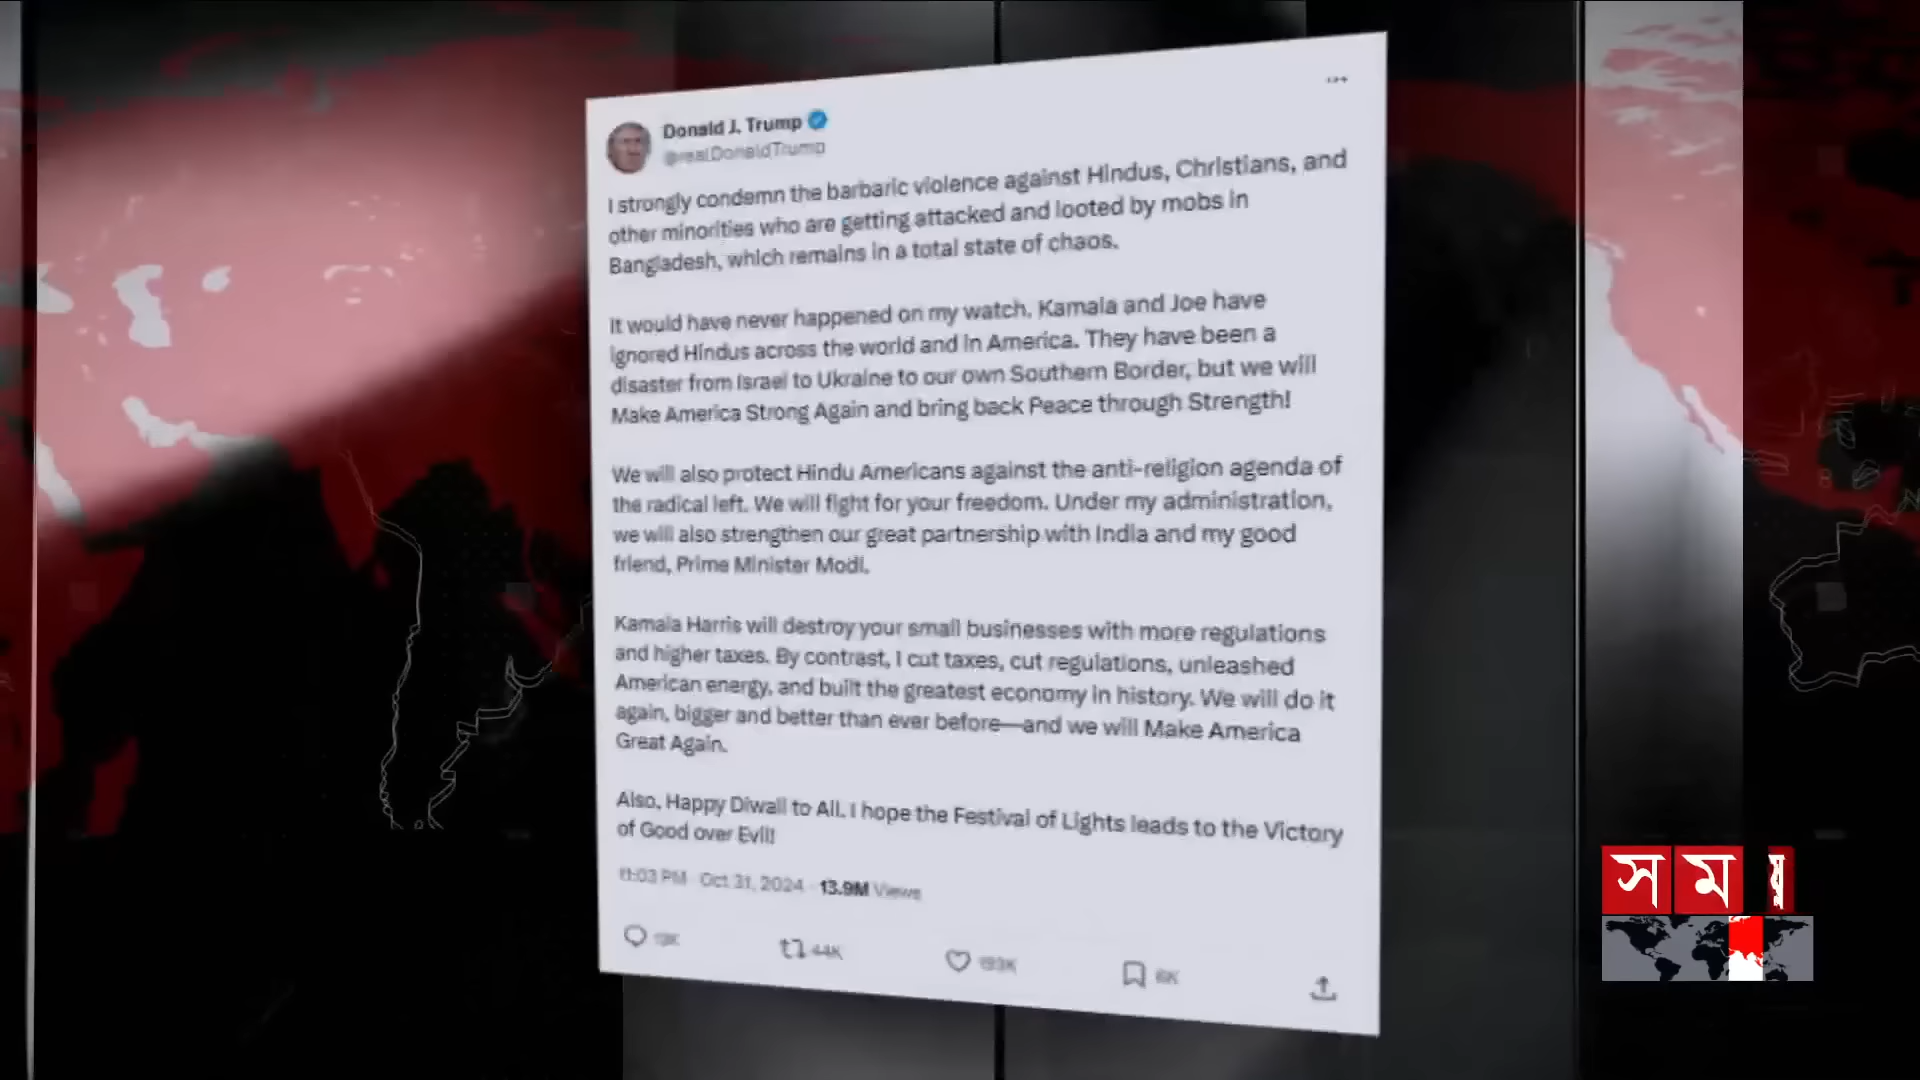 Donald J. Trump
@realDonaldTrump
I strongly condemn the barbaric violence against Hindus, Christians, and
other minorities who are getting attacked and looted by mobs in
Bangladesh, which remains in a total state of chaos.
It would have never happened on my watch. Kamala and Joe have
ignored Hindus across the world and in America. They have been a
disaster from Israel to Ukraine to our own Southern Border, but we will
Make America Strong Again and bring back Peace through Strength!
We will also protect Hindu Americans against the anti-religion agenda of
the radical left. We will fight for your freedom. Under my administration,
we will also strengthen our great partnership with India and my good
friend, Prime Minister Modi.
Kamala Harris will destroy your small businesses with more regulations
and higher taxes. By contrast, I cut taxes, cut regulations, unleashed
American energy, and built the greatest economy in history. We will do it
again, bigger and better than ever before—and we will Make America
Great Again.
Also, Happy Diwali to All. I hope the Festival of Lights leads to the Victory
of Good over Evil!
11:03 PM · Oct 31, 2024 · 13.9M Views
44K 193K 6K
সময়